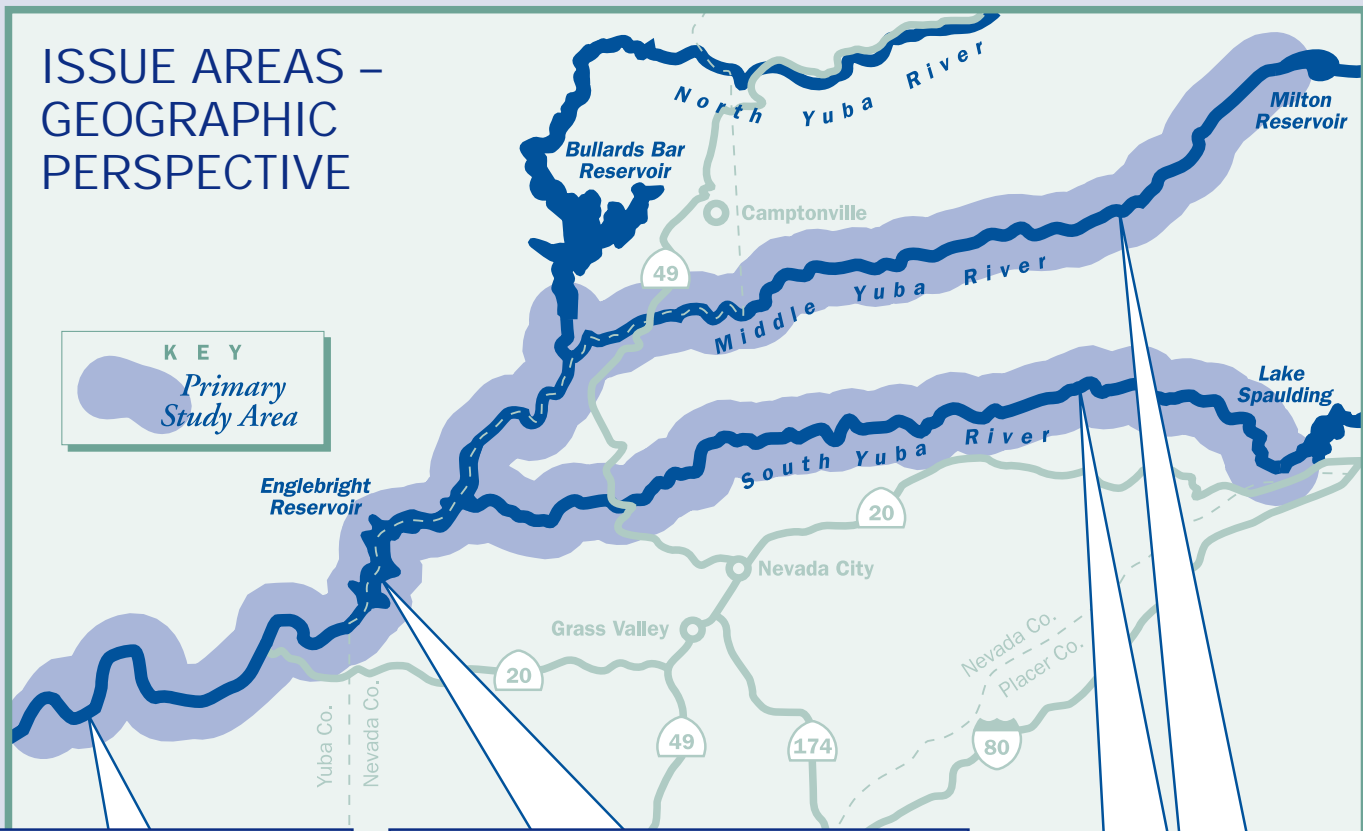 ISSUE AREAS –
GEOGRAPHIC
PERSPECTIVE
North Yuba River
Milton
Reservoir
Bullards Bar
Reservoir
Camptonville
49
Middle Yuba River
KEY
Primary
Study Area
Lake
Spaulding
South Yuba River
Englebright
Reservoir
20
Nevada City
Grass Valley
20
Nevada Co.
Placer Co.
Yuba Co.
Nevada Co.
49
174
80